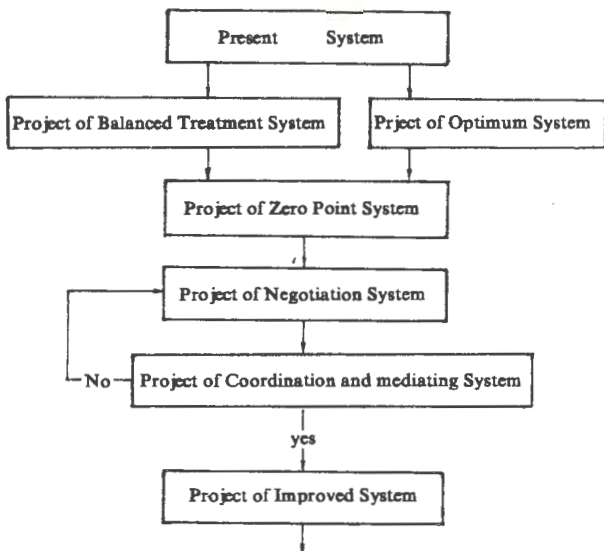 Present System
Project of Balanced Treatment System
Prject of Optimum System
Project of Zero Point System
Project of Negotiation System
No
Project of Coordination and mediating System
yes
Project of Improved System